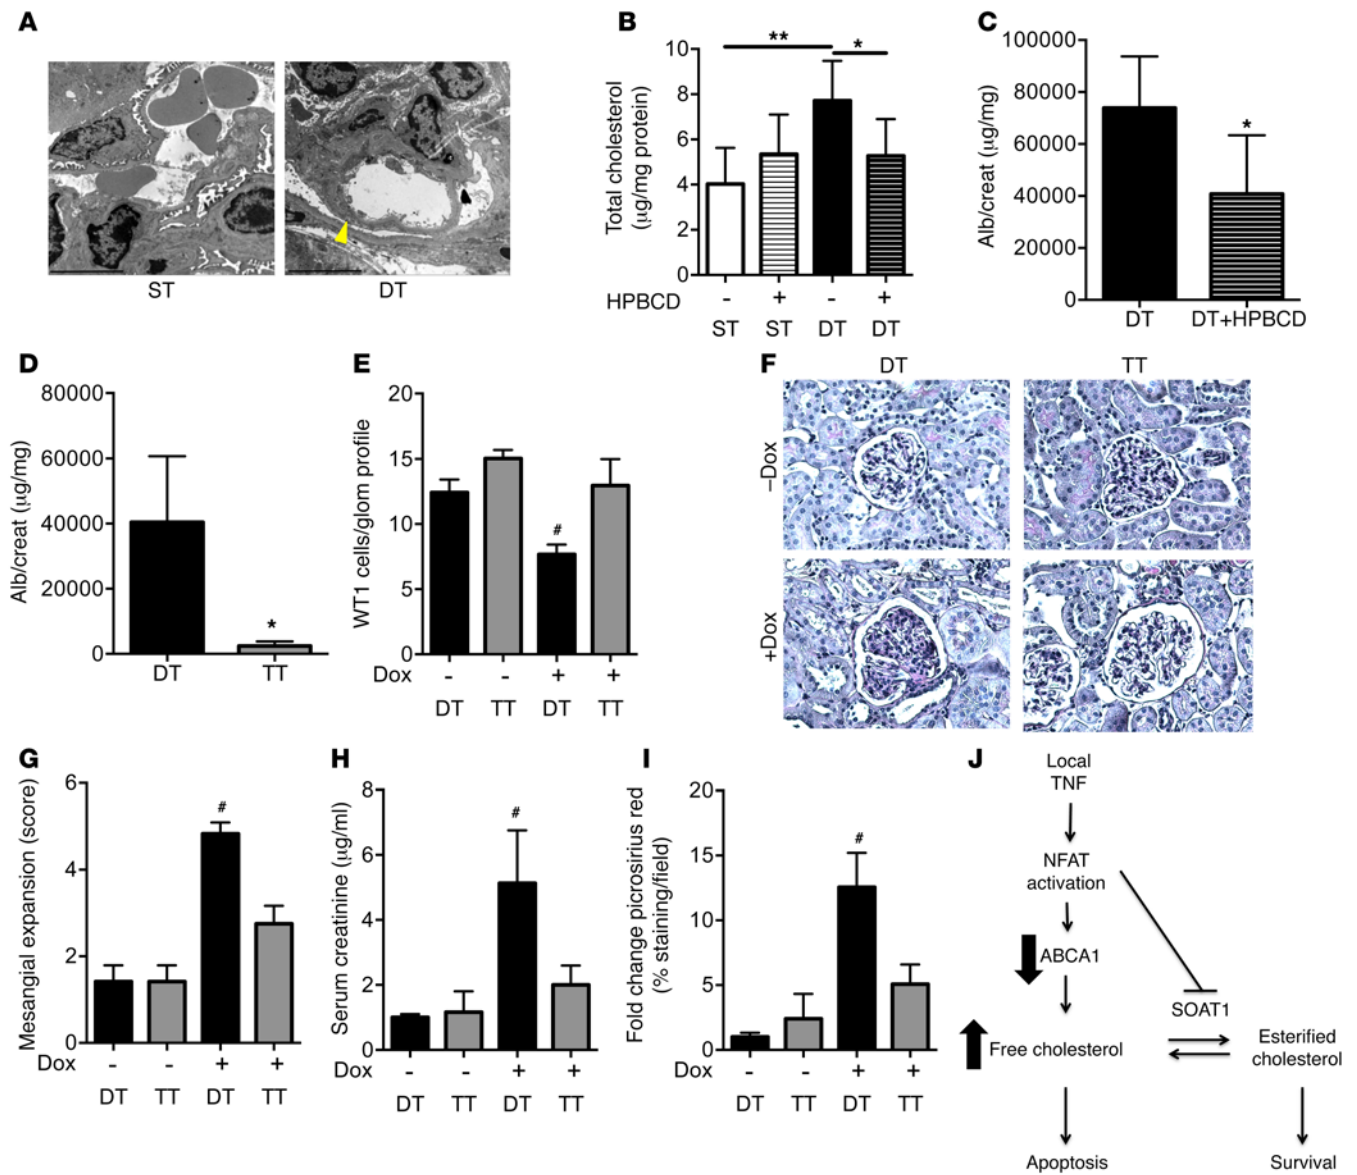 A
ST
DT
B
Total cholesterol
(µg/mg protein)
10
8
6
4
2
0
**
*
HPBCD
- + - +
ST ST DT DT
C
Alb/creat (µg/mg)
100000
80000
60000
40000
20000
0
*
DT DT+HPBCD
D
Alb/creat (µg/mg)
80000
60000
40000
20000
0
*
DT TT
E
WT1 cells/glom profile
20
15
10
5
0
#
Dox - - + +
DT TT DT TT
F
DT TT
–Dox
+Dox
G
Mesangial expansion (score)
6
4
2
0
#
Dox - - + +
DT TT DT TT
H
Serum creatinine (µg/ml)
8
6
4
2
0
#
Dox - - + +
DT TT DT TT
I
Fold change picrosirius red
(% staining/field)
20
15
10
5
0
#
Dox - - + +
DT TT DT TT
J
Local
TNF
NFAT
activation
ABCA1
SOAT1
Free cholesterol
Esterified
cholesterol
Apoptosis
Survival